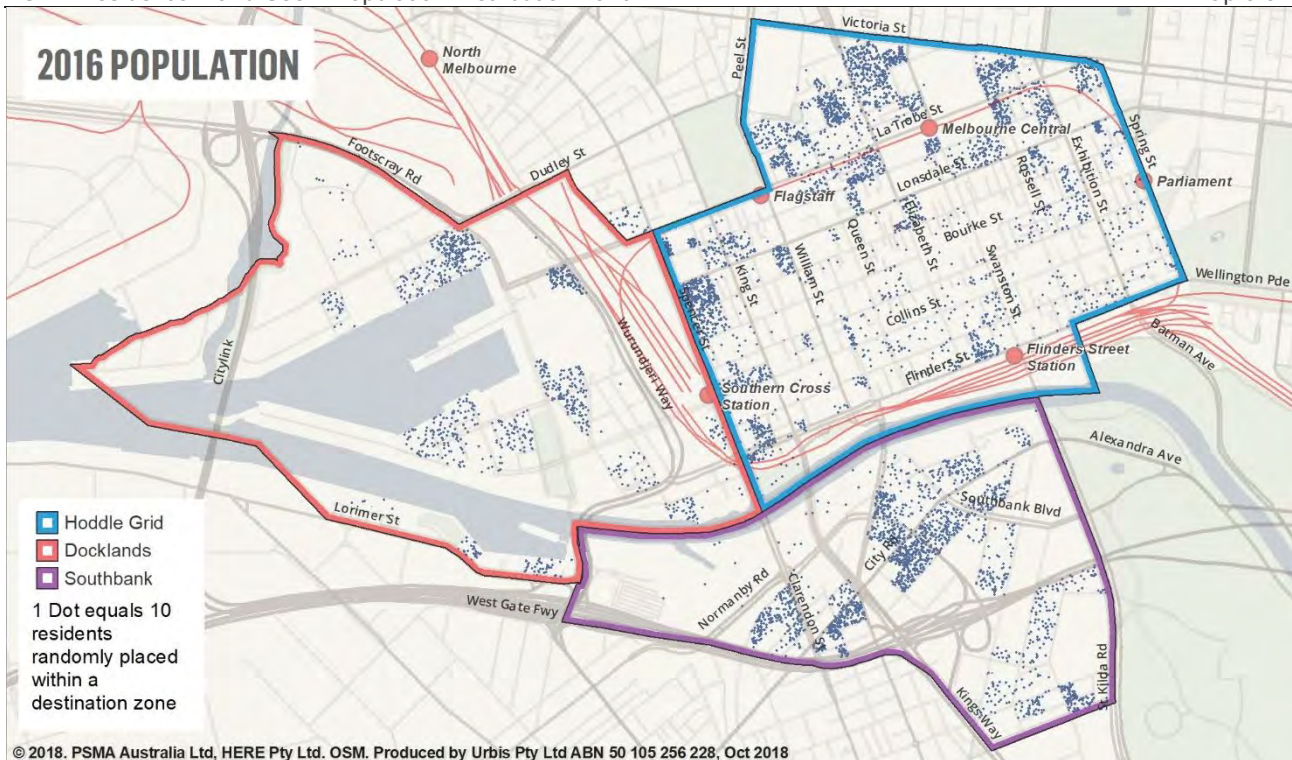 2016 POPULATION
North
Melbourne
Victoria St
Peel St
La Trobe St
Melbourne Central
Spring St
Exhibition St
Footscray Rd
Dudley St
Lonsdale St
Russell St
Parliament
Flagstaff
Elizabeth St
Bourke St
Queen St
William St
King St
Swanston St
Spencer St
Collins St
Wellington Pde
Wurundjeri Way
Citylink
Flinders St
Flinders Street
Station
Batman Ave
Southern Cross
Station
Alexandra Ave
Southbank Blvd
Lorimer St
City Rd
Normanby Rd
Clarendon St
West Gate Fwy
St Kilda Rd
Kings Way
Hoddle Grid
Docklands
Southbank
1 Dot equals 10
residents
randomly placed
within a
destination zone
© 2018. PSMA Australia Ltd, HERE Pty Ltd. OSM. Produced by Urbis Pty Ltd ABN 50 105 256 228, Oct 2018